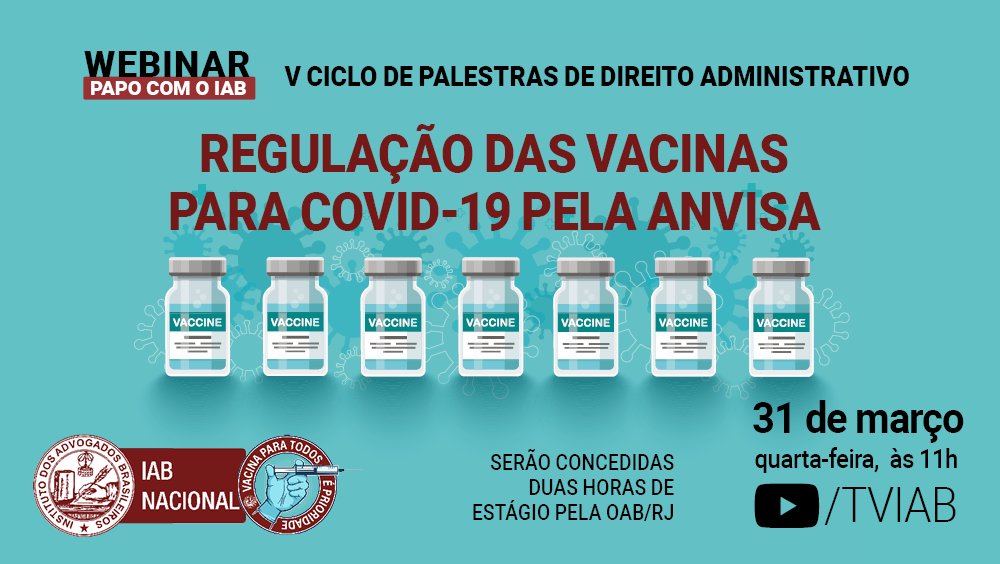 WEBINAR
PAPO COM O IAB
V CICLO DE PALESTRAS DE DIREITO ADMINISTRATIVO
REGULAÇÃO DAS VACINAS
PARA COVID-19 PELA ANVISA
VACCINE
VACCINE
VACCINE
VACCINE
VACCINE
VACCINE
VACCINE
31 de março
quarta-feira, às 11h
/TVIAB
SERÃO CONCEDIDAS
DUAS HORAS DE
ESTÁGIO PELA OAB/RJ
INSTITUTO DOS ADVOGADOS BRASILEIROS
IAB
NACIONAL
VACINA PARA TODOS
É PRIORIDADE